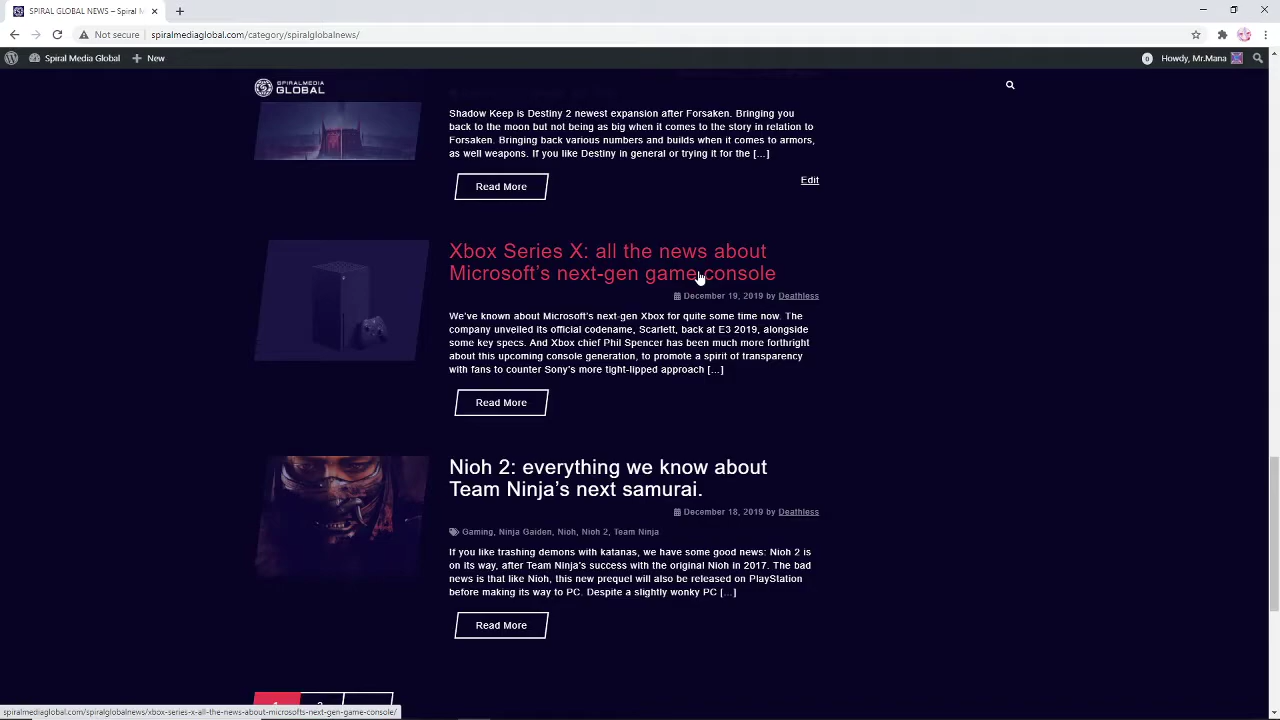 SPIRAL GLOBAL NEWS – SPIRAL M
Not secure
spiralmediaglobal.com/category/spiralglobalnews/
Spiral Media Global
New
0
Howdy, Mr.Mana
SPIRALMEDIA
GLOBAL
Shadow Keep is Destiny 2 newest expansion after Forsaken. Bringing you
back to the moon but not being as big when it comes to the story in relation to
Forsaken. Bringing back various numbers and builds when it comes to armors,
as well weapons. If you like Destiny in general or trying it for the […]
Read More
Edit
Xbox Series X: all the news about
Microsoft’s next-gen game console
December 19, 2019 by Deathless
We’ve known about Microsoft’s next-gen Xbox for quite some time now. The
company unveiled its official codename, Scarlett, back at E3 2019, alongside
some key specs. And Xbox chief Phil Spencer has been much more forthright
about this upcoming console generation, to promote a spirit of transparency
with fans to counter Sony’s more tight-lipped approach […]
Read More
Nioh 2: everything we know about
Team Ninja’s next samurai.
December 18, 2019 by Deathless
Gaming, Ninja Gaiden, Nioh, Nioh 2, Team Ninja
If you like trashing demons with katanas, we have some good news: Nioh 2 is
on its way, after Team Ninja’s success with the original Nioh in 2017. The bad
news is that like Nioh, this new prequel will also be released on PlayStation
before making its way to PC. Despite a slightly wonky PC […]
Read More
spiralmediaglobal.com/spiralglobalnews/xbox-series-x-all-the-news-about-microsofts-next-gen-game-console/